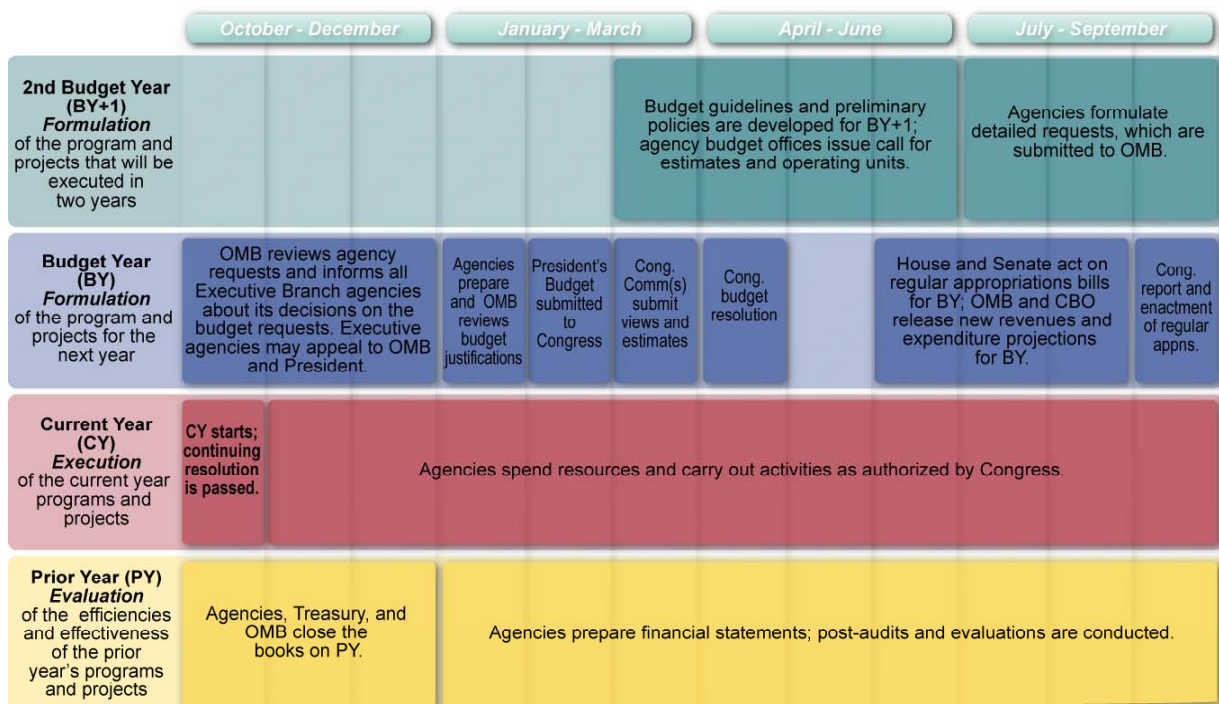 October - December
January - March
April - June
July - September
2nd Budget Year
(BY+1)
Formulation
of the program and
projects that will be
executed in
two years
Budget guidelines and preliminary
policies are developed for BY+1;
agency budget offices issue call for
estimates and operating units.
Agencies formulate
detailed requests, which are
submitted to OMB.
Budget Year
(BY)
Formulation
of the program and
projects for the
next year
OMB reviews agency
requests and informs all
Executive Branch agencies
about its decisions on the
budget requests. Executive
agencies may appeal to OMB
and President.
Agencies
prepare
and OMB
reviews
budget
justifications
President's
Budget
submitted
to
Congress
Cong.
Comm(s)
submit
views and
estimates
Cong.
budget
resolution
House and Senate act on
regular appropriations bills
for BY; OMB and CBO
release new revenues and
expenditure projections
for BY.
Cong.
report and
enactment
of regular
appns.
Current Year
(CY)
Execution
of the current year
programs and
projects
CY starts;
continuing
resolution
is passed.
Agencies spend resources and carry out activities as authorized by Congress.
Prior Year (PY)
Evaluation
of the efficiencies
and effectiveness
of the prior
year's programs
and projects
Agencies, Treasury, and
OMB close the
books on PY.
Agencies prepare financial statements; post-audits and evaluations are conducted.